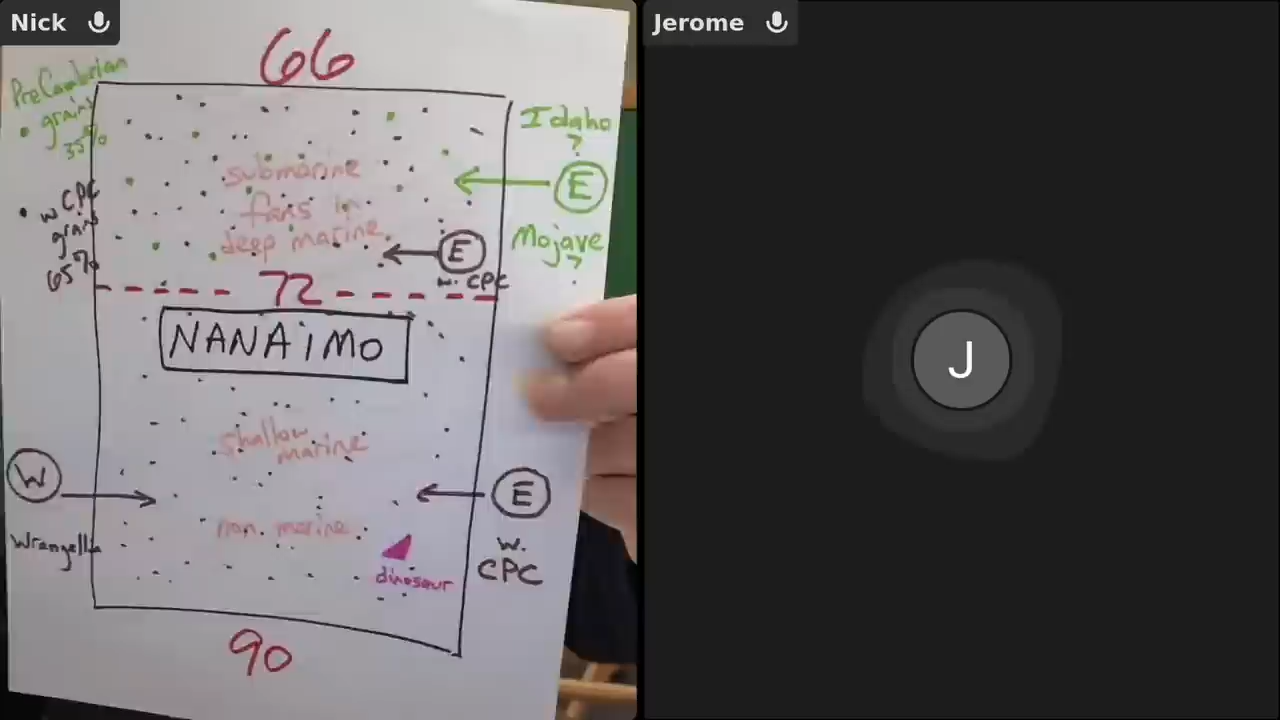 Nick
Jerome
66
PreCambrian
grains
35%
Idaho
?
E
Mojave
?
submarine
fans in
deep marine
w CPC
grains
65%
E
w. CPC
72
NANAiMO
shallow
marine
W
Wrangellia
E
w.
CPC
non. marine
dinosaur
90
J